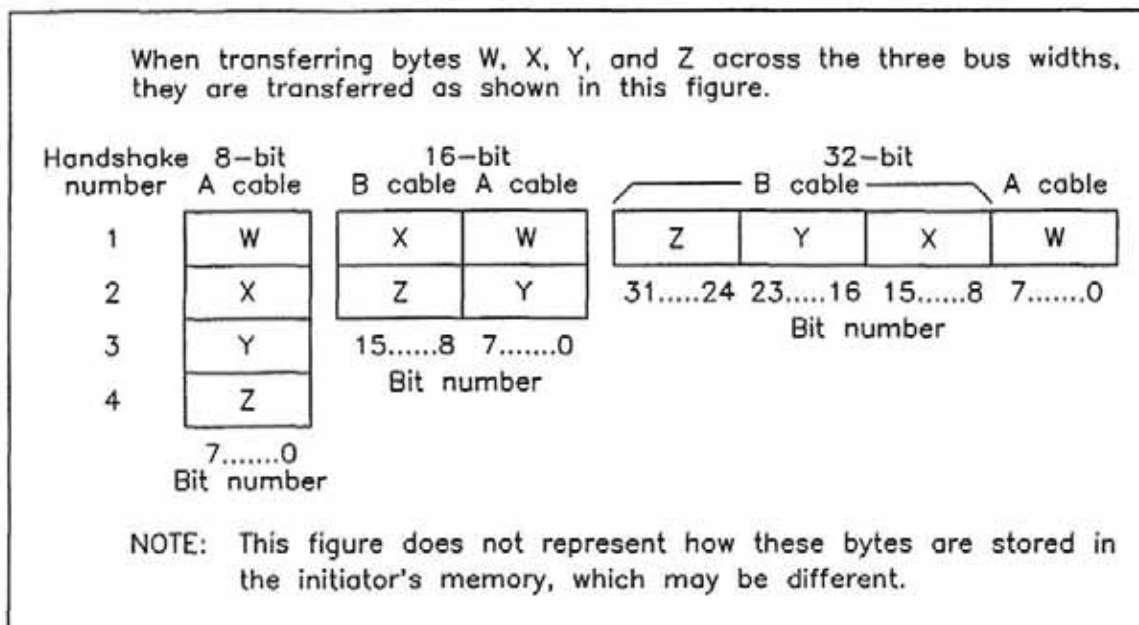 When transferring bytes W, X, Y, and Z across the three bus widths,
they are transferred as shown in this figure.
Handshake 8-bit 16-bit 32-bit
number A cable B cable A cable B cable A cable
1 W X W Z Y X W
2 X Z Y 31.....24 23.....16 15......8 7.......0
3 Y 15......8 7.......0 Bit number
4 Z Bit number
7.......0
Bit number
NOTE: This figure does not represent how these bytes are stored in
the initiator's memory, which may be different.